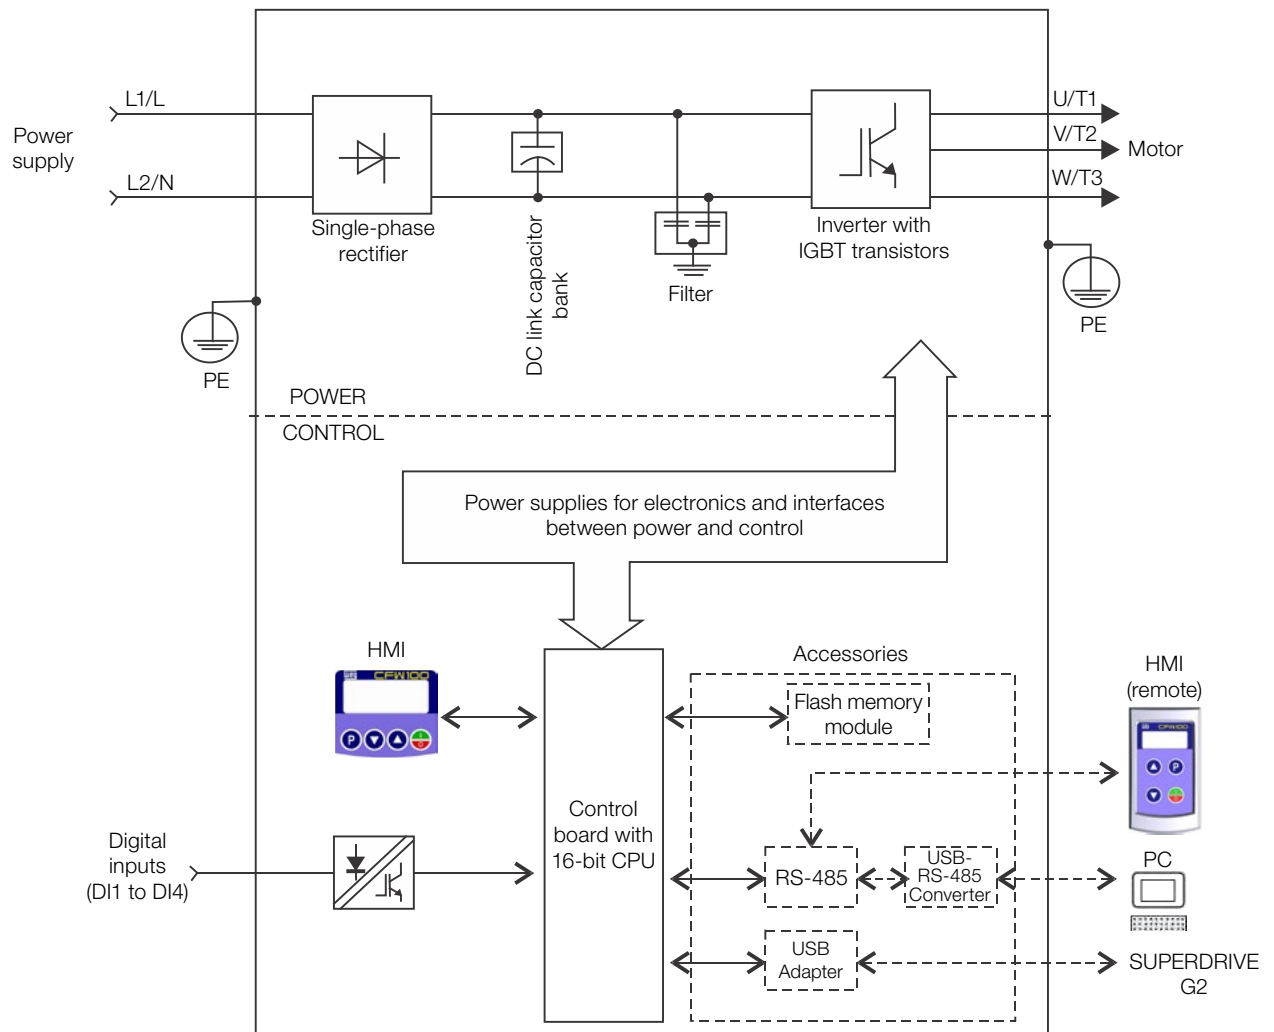 L1/L
Power
supply
L2/N
Single-phase
rectifier
DC link capacitor
bank
Filter
Inverter with
IGBT transistors
U/T1
V/T2
Motor
W/T3
PE
PE
POWER
CONTROL
Power supplies for electronics and interfaces
between power and control
HMI
CFW100
P
Control
board with
16-bit CPU
Digital
inputs
(DI1 to DI4)
Accessories
Flash memory
module
RS-485
USB-
RS-485
Converter
USB
Adapter
HMI
(remote)
CFW100
P
PC
SUPERDRIVE
G2